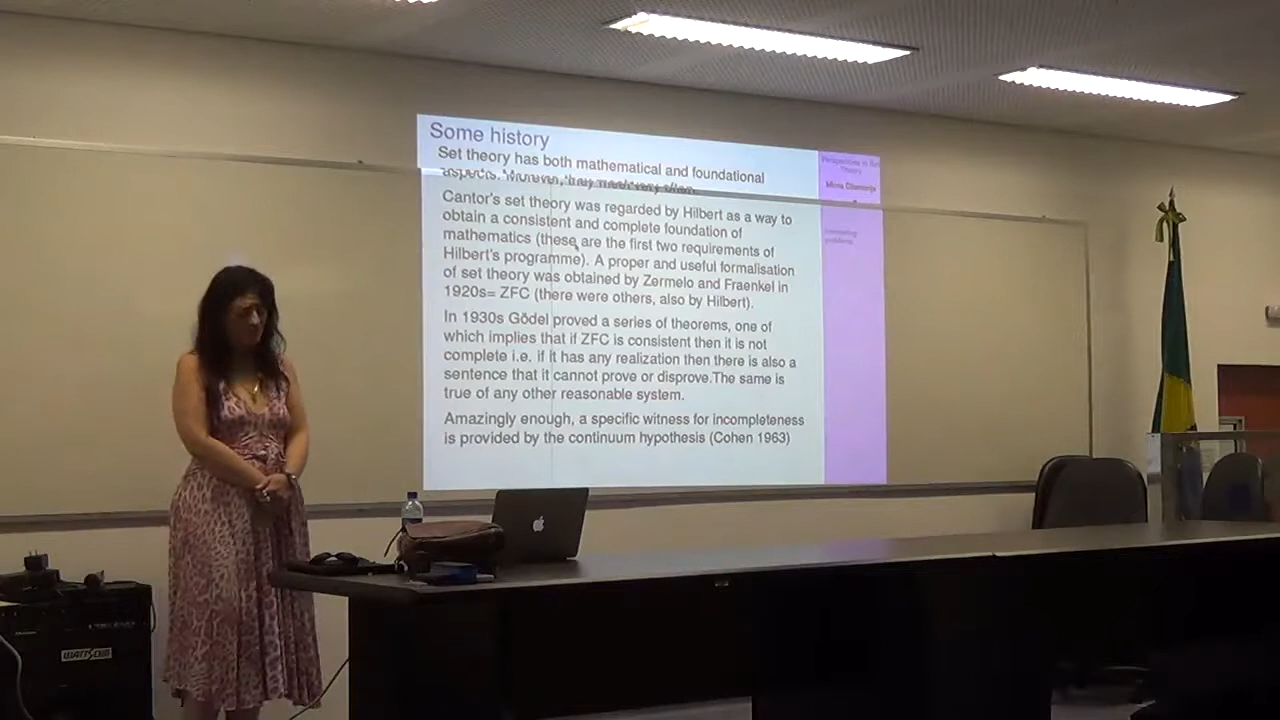 Some history
Set theory has both mathematical and foundational
aspects. Moreover, they mesh very often.
Cantor's set theory was regarded by Hilbert as a way to
obtain a consistent and complete foundation of
mathematics (these are the first two requirements of
Hilbert's programme). A proper and useful formalisation
of set theory was obtained by Zermelo and Fraenkel in
1920s= ZFC (there were others, also by Hilbert).
In 1930s Gödel proved a series of theorems, one of
which implies that if ZFC is consistent then it is not
complete i.e. if it has any realization then there is also a
sentence that it cannot prove or disprove.The same is
true of any other reasonable system.
Amazingly enough, a specific witness for incompleteness
is provided by the continuum hypothesis (Cohen 1963)
Perspectives in Set
Theory
Mirna Džamonja
problems
WATTSOM